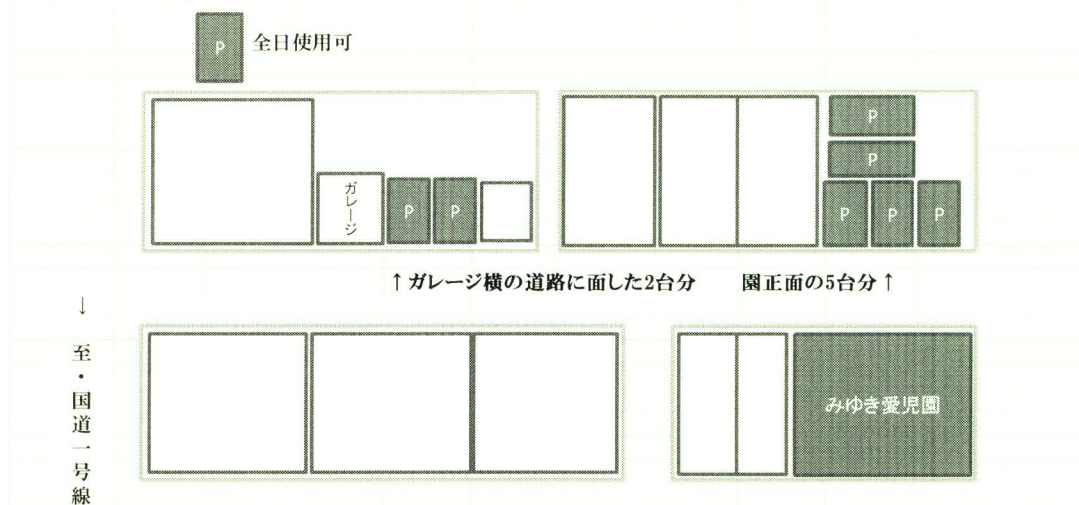 P 全日使用可
P
P
ガレージ P P P P P
↑ガレージ横の道路に面した2台分 園正面の5台分↑
↓
至・国道一号線
みゆき愛児園